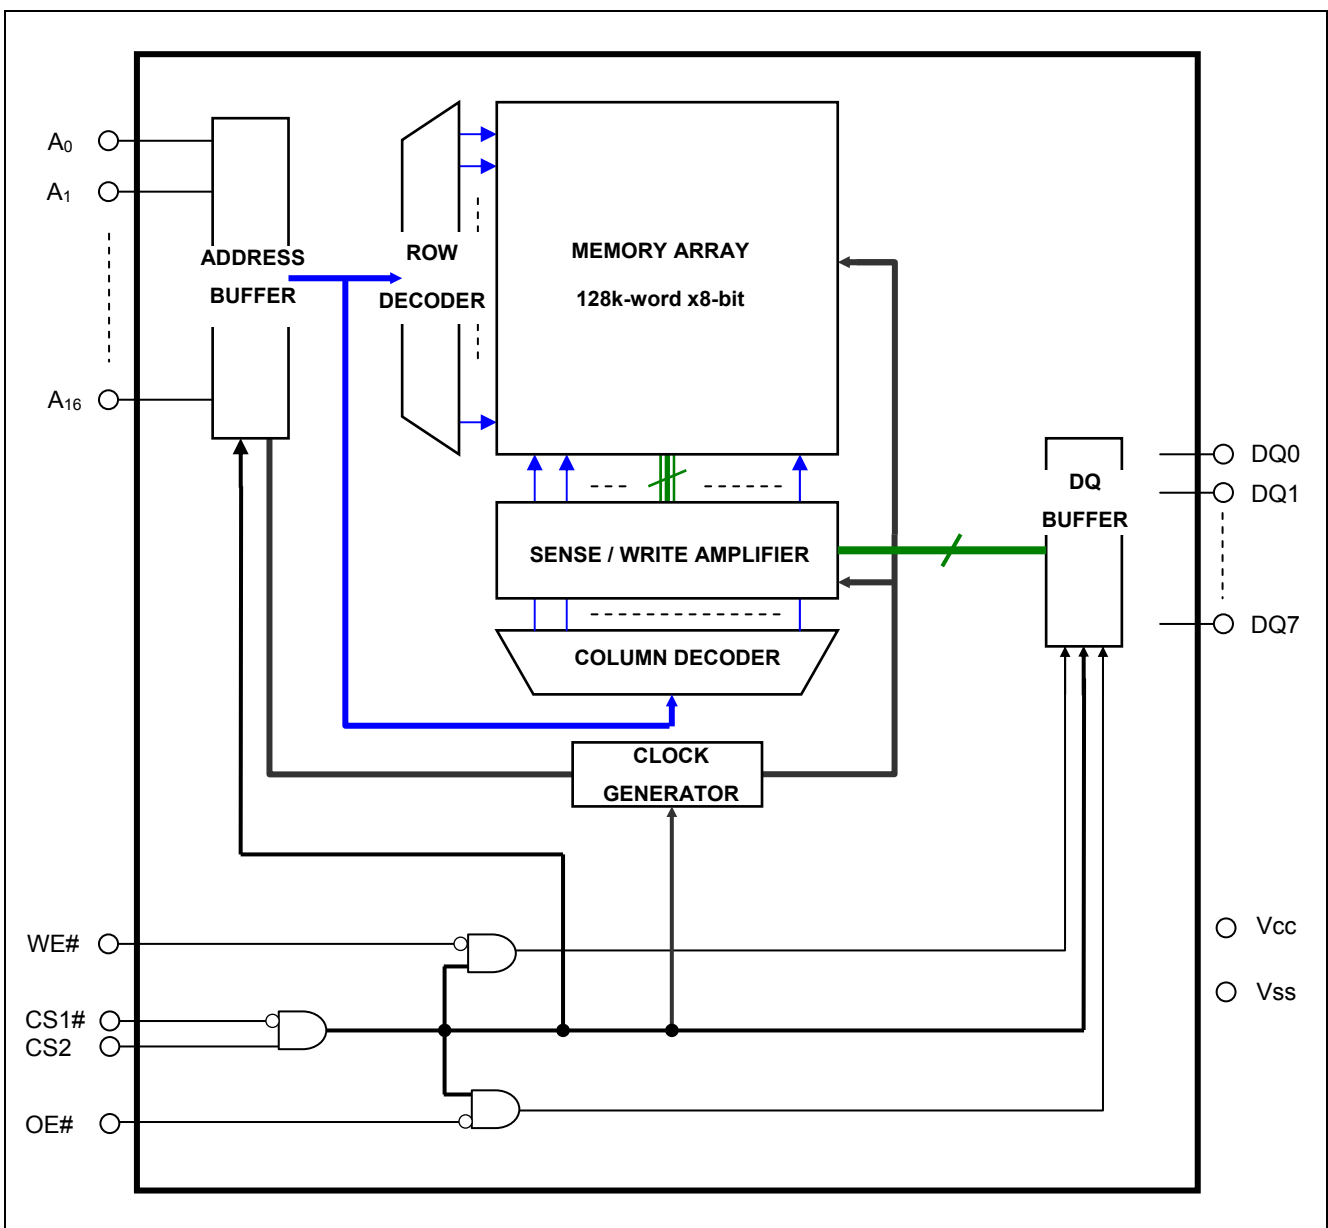 A0
A1
A16
ADDRESS
BUFFER
ROW
DECODER
MEMORY ARRAY
128k-word x8-bit
SENSE / WRITE AMPLIFIER
COLUMN DECODER
CLOCK
GENERATOR
DQ
BUFFER
DQ0
DQ1
DQ7
WE#
CS1#
CS2
OE#
Vcc
Vss